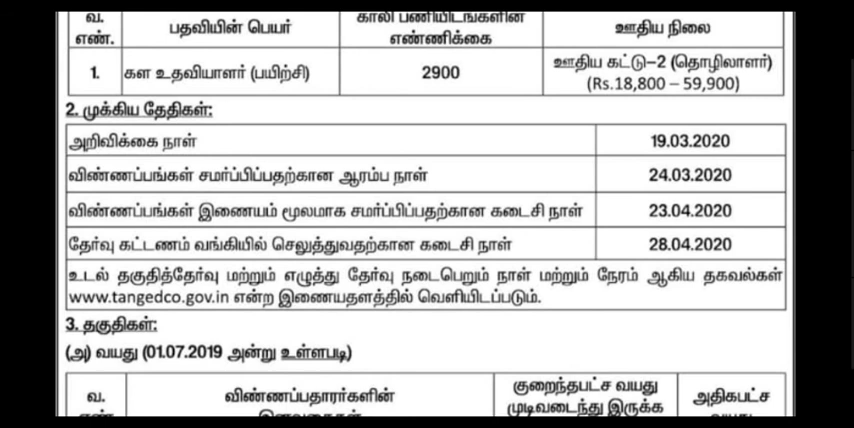 வ. எண். பதவியின் பெயர் காலி பணியிடங்களின் எண்ணிக்கை ஊதிய நிலை
1. கள உதவியாளர் (பயிற்சி) 2900 ஊதிய கட்டு–2 (தொழிலாளர்) (Rs.18,800 – 59,900)
2. முக்கிய தேதிகள்:
அறிவிக்கை நாள் 19.03.2020
விண்ணப்பங்கள் சமர்ப்பிப்பதற்கான ஆரம்ப நாள் 24.03.2020
விண்ணப்பங்கள் இணையம் மூலமாக சமர்ப்பிப்பதற்கான கடைசி நாள் 23.04.2020
தேர்வு கட்டணம் வங்கியில் செலுத்துவதற்கான கடைசி நாள் 28.04.2020
உடல் தகுதித்தேர்வு மற்றும் எழுத்து தேர்வு நடைபெறும் நாள் மற்றும் நேரம் ஆகிய தகவல்கள்
www.tangedco.gov.in என்ற இணையதளத்தில் வெளியிடப்படும்.
3. தகுதிகள்:
(அ) வயது (01.07.2019 அன்று உள்ளபடி)
வ. விண்ணப்பதாரர்களின் குறைந்தபட்ச வயது முடிவடைந்து இருக்க அதிகபட்ச